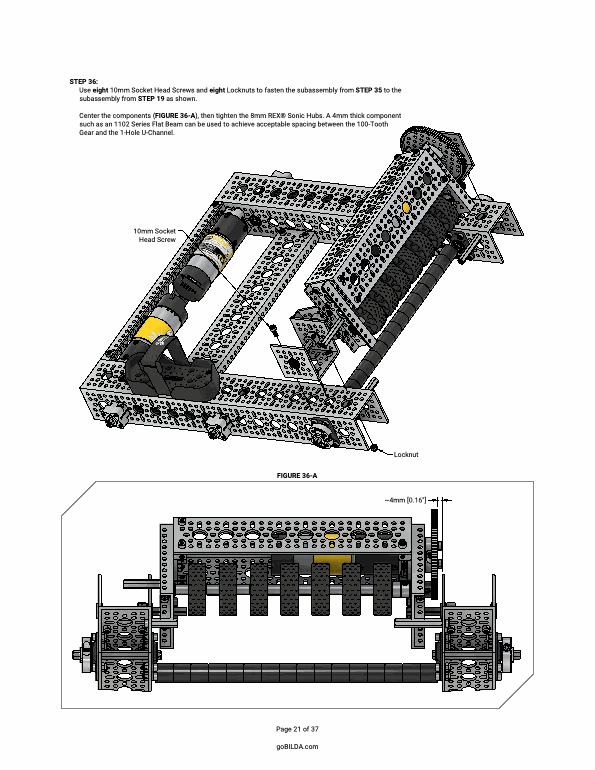 STEP 36:
Use eight 10mm Socket Head Screws and eight Locknuts to fasten the subassembly from STEP 35 to the
subassembly from STEP 19 as shown.
Center the components (FIGURE 36-A), then tighten the 8mm REX® Sonic Hubs. A 4mm thick component
such as an 1102 Series Flat Beam can be used to achieve acceptable spacing between the 100-Tooth
Gear and the 1-Hole U-Channel.
10mm Socket
Head Screw
Locknut
FIGURE 36-A
~4mm [0.16"]
Page 21 of 37
goBILDA.com